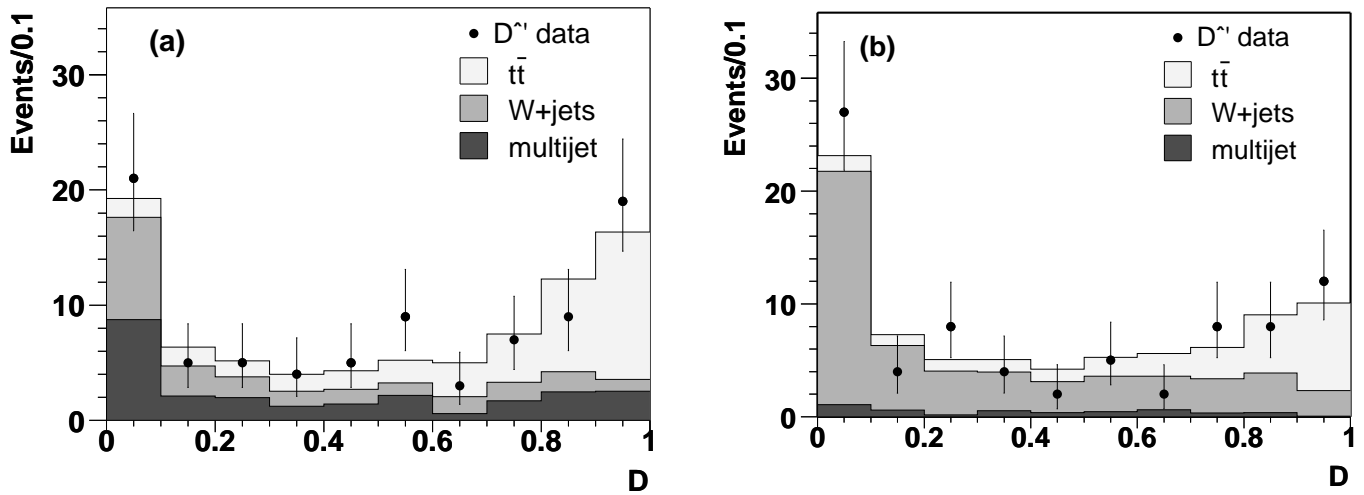 (a)
Dˆ' data
tt̄
W+jets
multijet
Events/0.1
30
20
10
0
0 0.2 0.4 0.6 0.8 1
D
(b)
Dˆ' data
tt̄
W+jets
multijet
Events/0.1
30
20
10
0
0 0.2 0.4 0.6 0.8 1
D